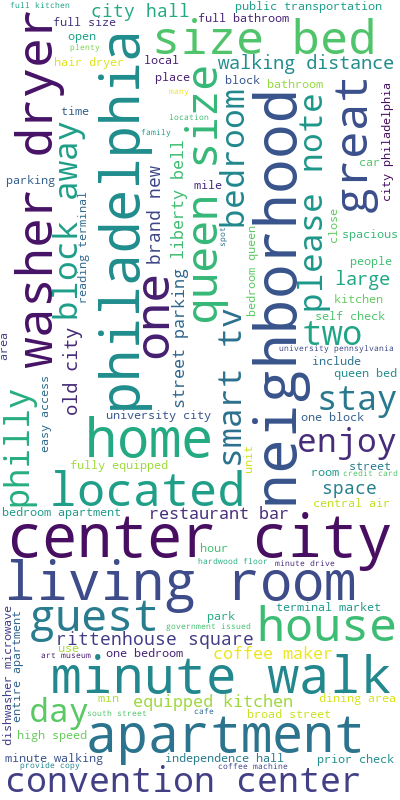 full kitchen
city hall
public transportation
full size
full bathroom
open
plenty
size bed
hair dryer
local
walking distance
place
block
bathroom
many
time
location
family
car
washer dryer
philadelphia
queen size
bedroom
neighborhood
please note
great
city philadelphia
block away
reading terminal
brand new
liberty bell
mile
parking
one
spot
bedroom queen
close
spacious
people
large
kitchen
self check
old city
street parking
smart tv
two
area
university pennsylvania
include
queen bed
easy access
philly
home
university city
stay
one block
enjoy
fully equipped
unit
room
street
credit card
located
space
central air
bedroom apartment
restaurant bar
center city
hour
hardwood floor
minute drive
living room
dishwasher microwave
entire apartment
guest
park
terminal market
government issued
house
rittenhouse square
use
art museum
one bedroom
coffee maker
minute walk
min
equipped kitchen
dining area
day
south street
cafe
broad street
high speed
apartment
minute walking
independence hall
prior check
provide copy
coffee machine
convention center